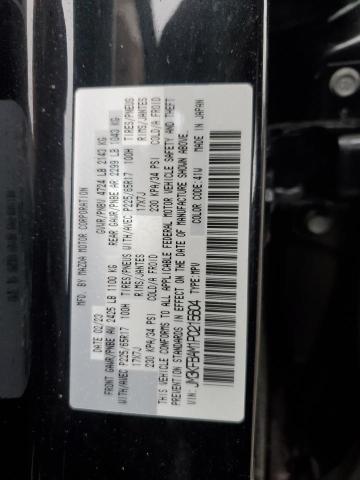 MFD. BY MAZDA MOTOR CORPORATION
DATE 02/23 GVWR/PNBV 4724 LB 2143 KG
FRONT GAWR/PNBE AV 2425 LB 1100 KG REAR GAWR/PNBE AR 2299 LB 1043 KG
WITH/AVEC P225/65R17 100H TIRES/PNEUS WITH/AVEC P225/65R17 100H TIRES/PNEUS
17X7J RIMS/JANTES 17X7J RIMS/JANTES
230 KPA/34 PSI COLD/A FROID 230 KPA/34 PSI COLD/A FROID
THIS VEHICLE CONFORMS TO ALL APPLICABLE FEDERAL MOTOR VEHICLE SAFETY AND THEFT
PREVENTION STANDARDS IN EFFECT ON THE DATE OF MANUFACTURE SHOWN ABOVE.
MADE IN JAPAN
VIN: JM3KFBAM1P0215604 TYPE:MPV COLOR CODE:41W